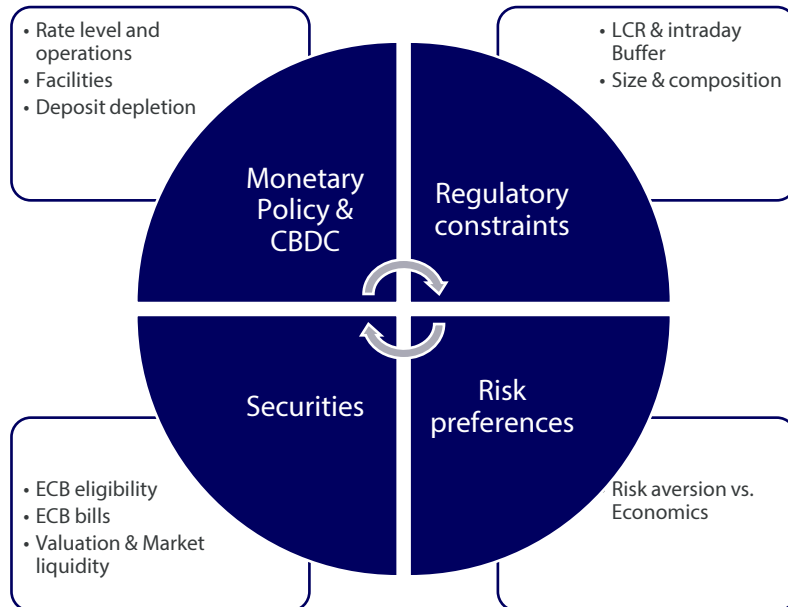 • Rate level and
operations
• Facilities
• Deposit depletion
• LCR & intraday
Buffer
• Size & composition
Monetary
Policy &
CBDC
Regulatory
constraints
Securities
Risk
preferences
• ECB eligibility
• ECB bills
• Valuation & Market
liquidity
Risk aversion vs.
Economics